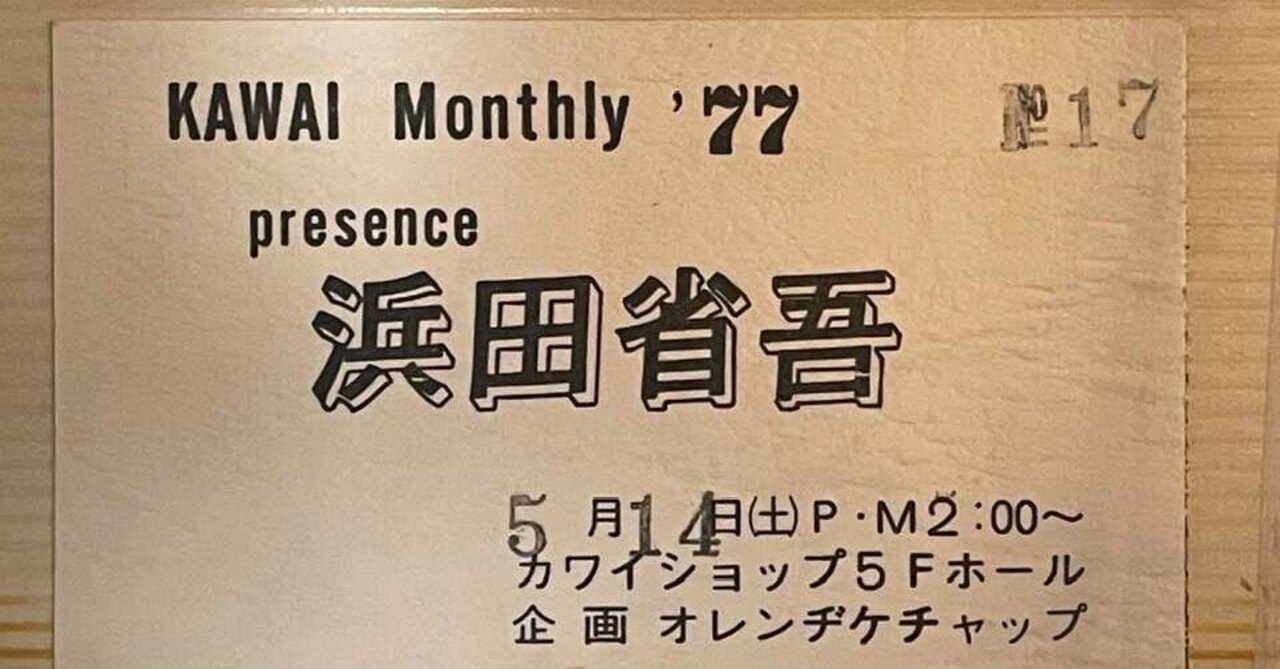 KAWAI Monthly '77 №17
presence
浜田省吾
5月14日(土)P・M2:00〜
カワイショップ5Fホール
企画 オレンヂケチャップ